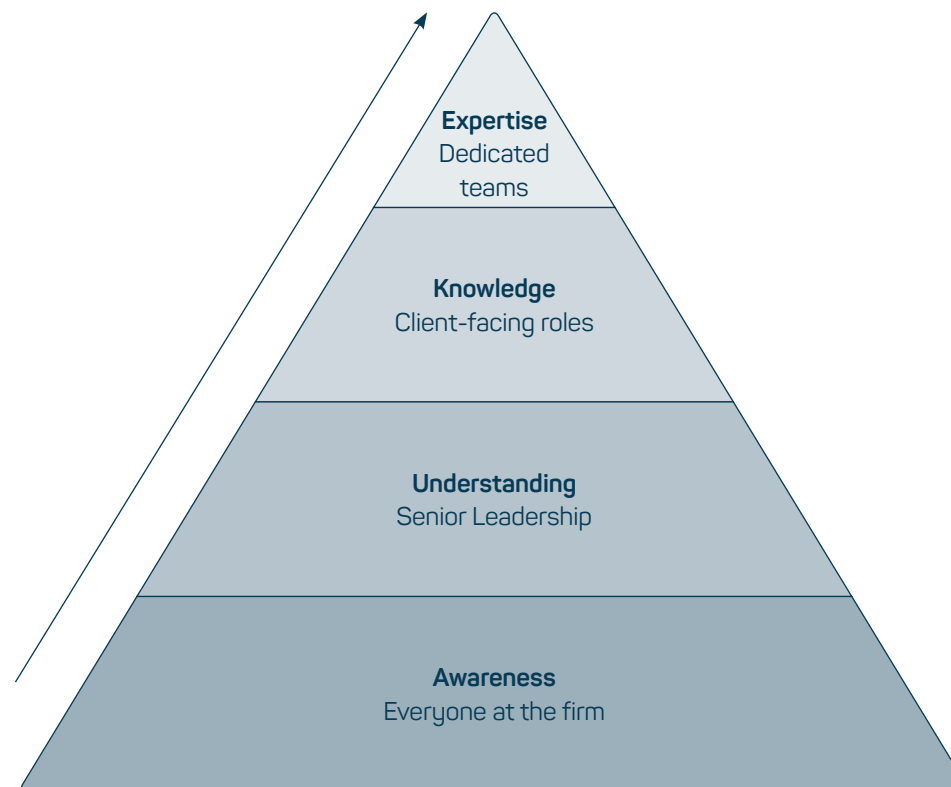 Expertise
Dedicated
teams
Knowledge
Client-facing roles
Understanding
Senior Leadership
Awareness
Everyone at the firm